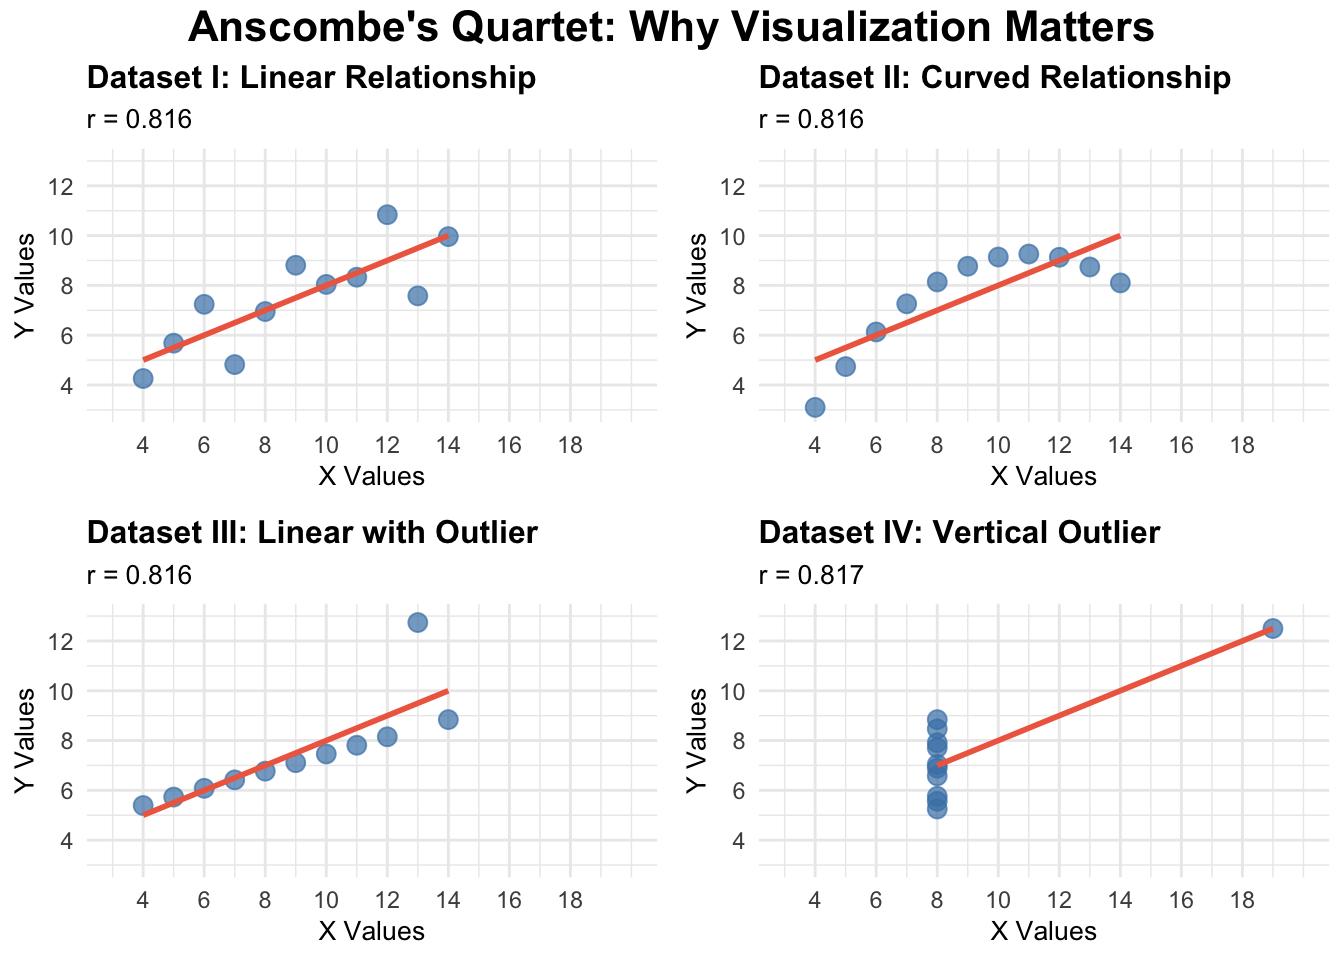 Anscombe's Quartet: Why Visualization Matters
Dataset I: Linear Relationship
r = 0.816
Y Values
12
10
8
6
4
4 6 8 10 12 14 16 18
X Values
Dataset II: Curved Relationship
r = 0.816
Y Values
12
10
8
6
4
4 6 8 10 12 14 16 18
X Values
Dataset III: Linear with Outlier
r = 0.816
Y Values
12
10
8
6
4
4 6 8 10 12 14 16 18
X Values
Dataset IV: Vertical Outlier
r = 0.817
Y Values
12
10
8
6
4
4 6 8 10 12 14 16 18
X Values